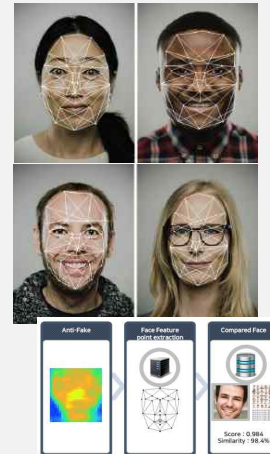 Anti-Fake
Face Feature
point extraction
Compared Face
Score : 0.984
Similarity : 98.4%